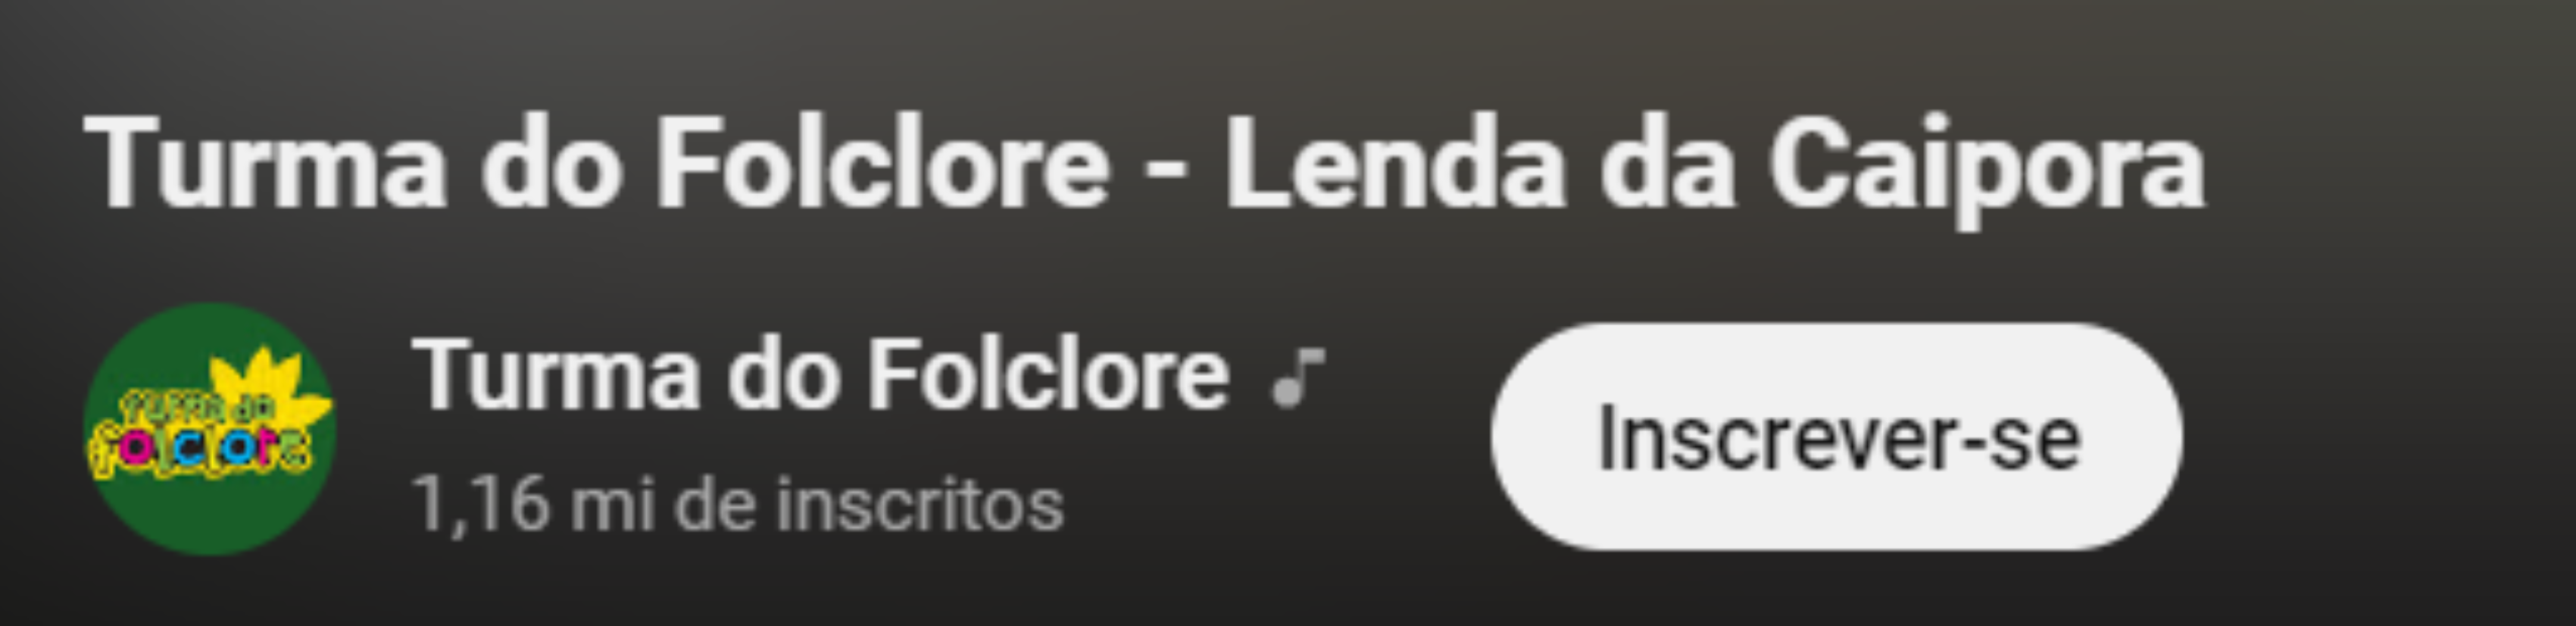 Turma do Folclore - Lenda da Caipora
turma do
folclore
Turma do Folclore
1,16 mi de inscritos
Inscrever-se